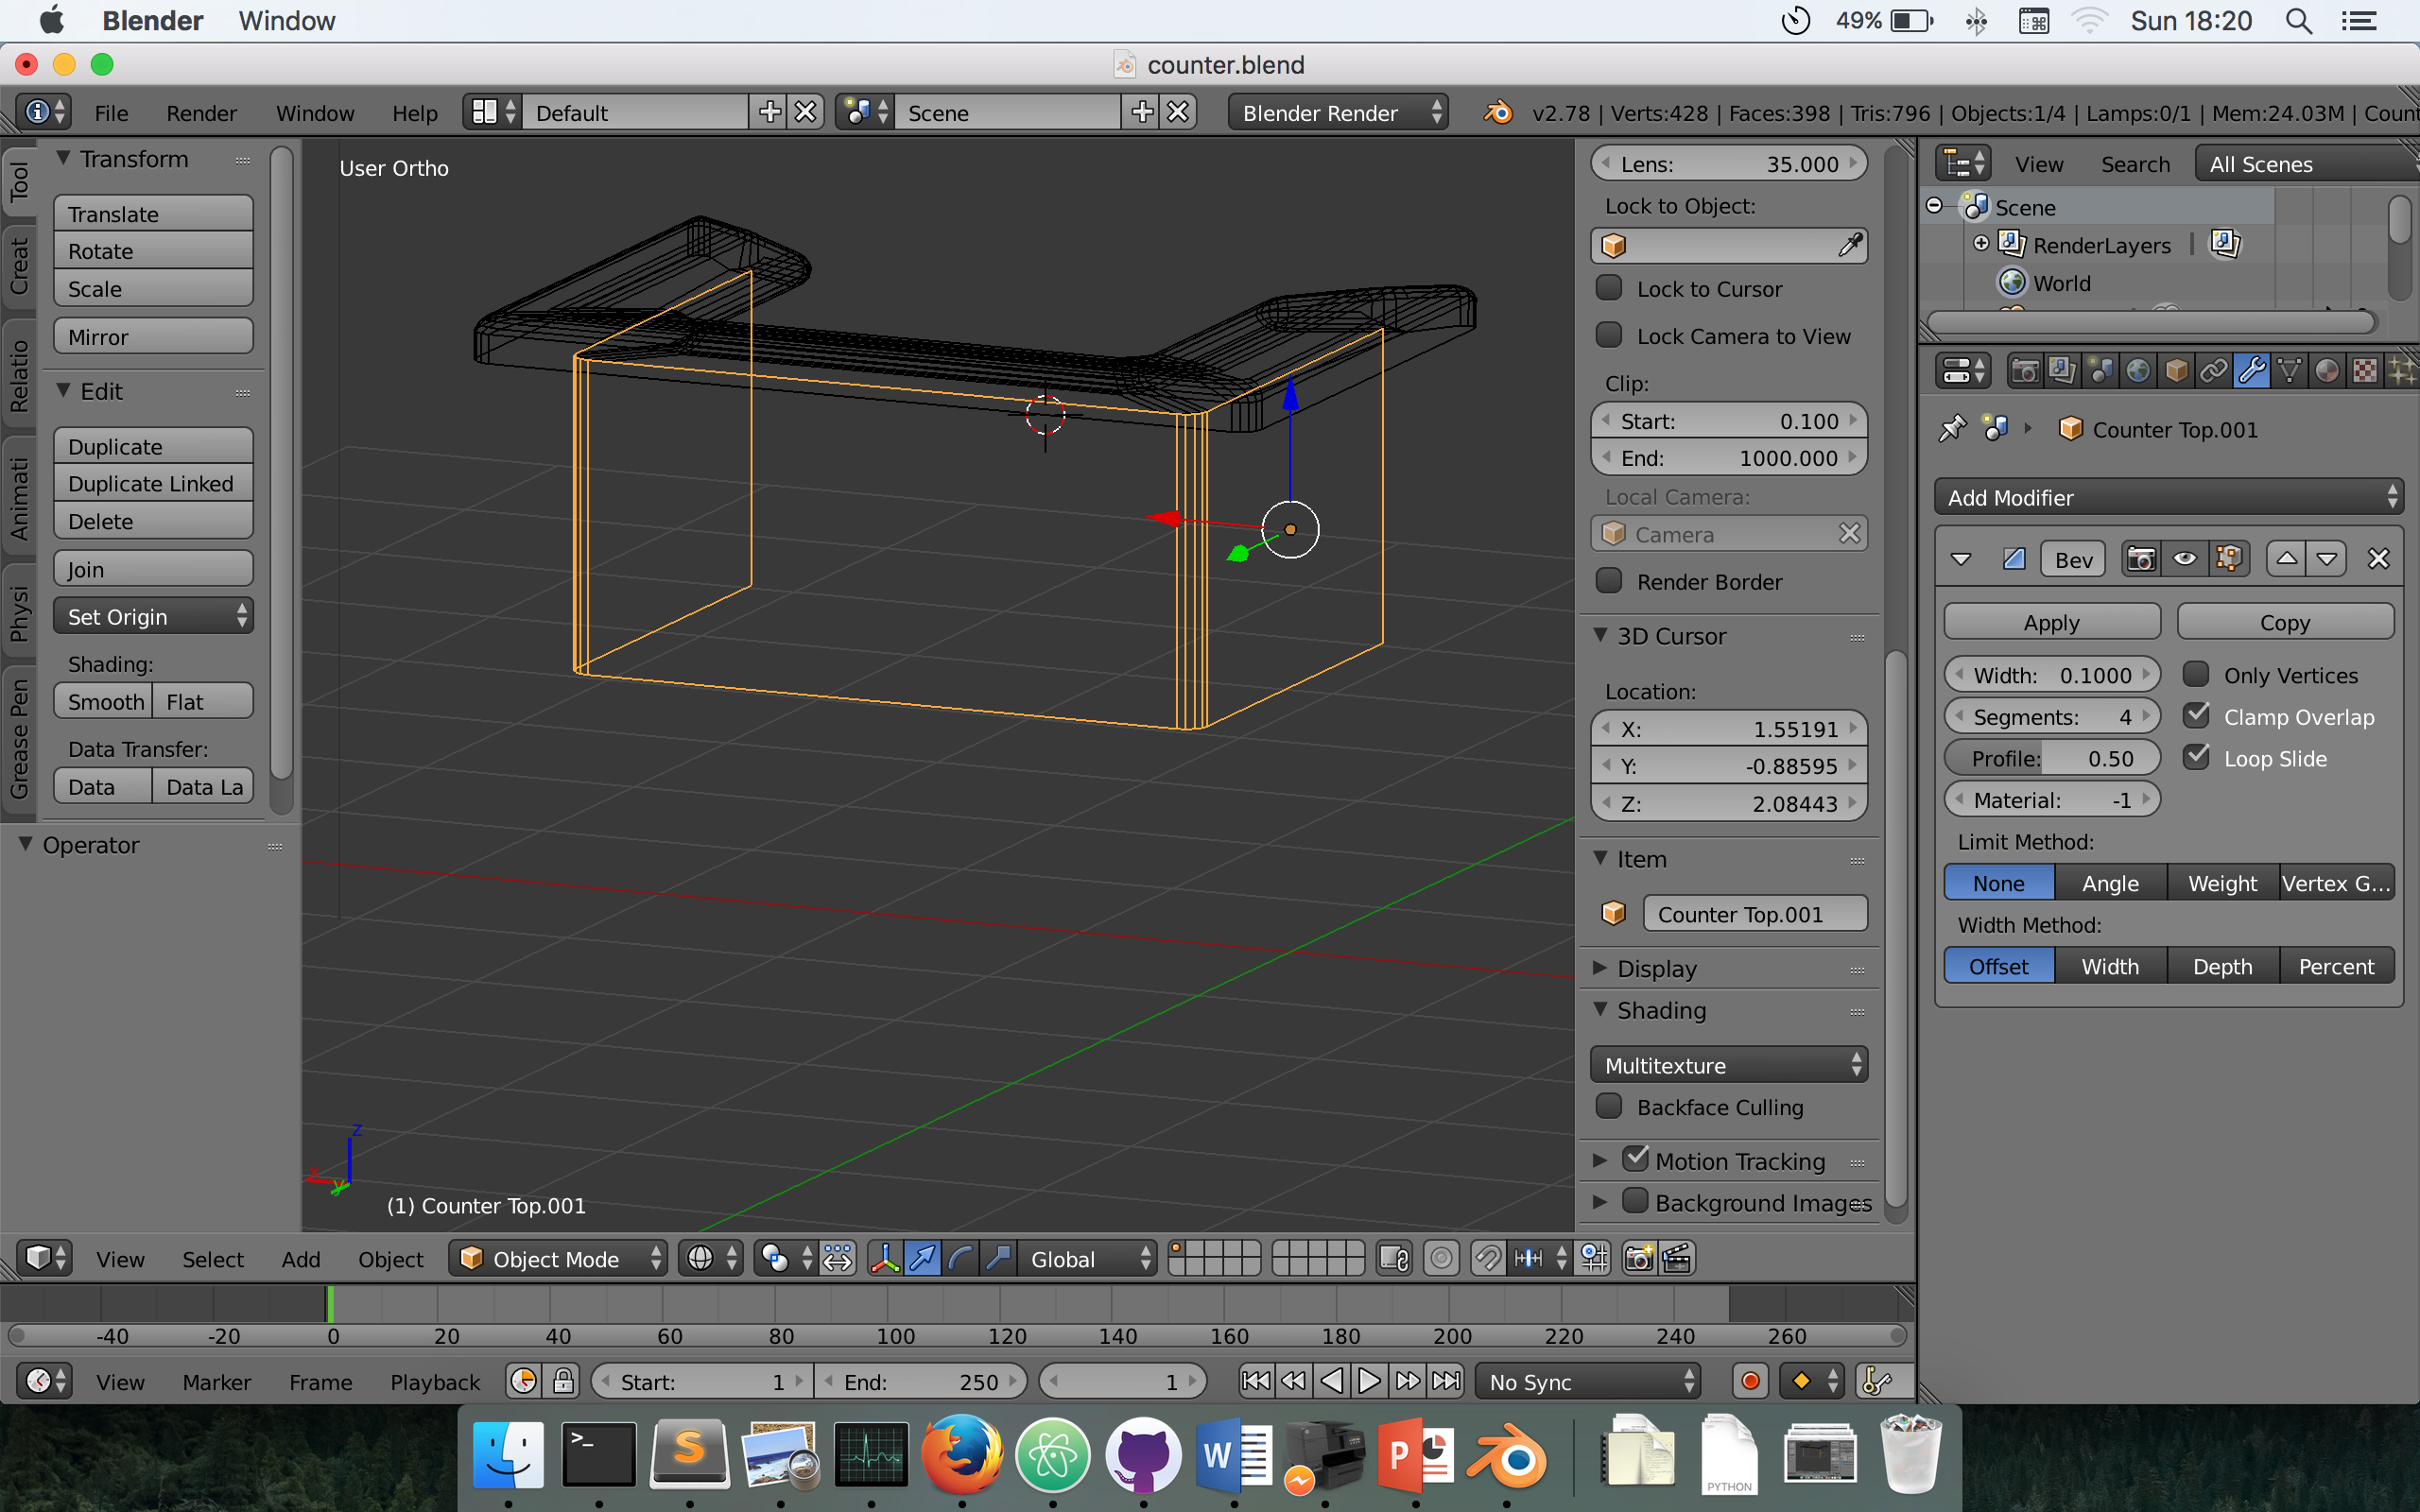 Blender Window 49% Sun 18:20
counter.blend
File Render Window Help Default Scene Blender Render v2.78 | Verts:428 | Faces:398 | Tris:796 | Objects:1/4 | Lamps:0/1 | Mem:24.03M | Count
Tool
Creat
Relatio
Animati
Physi
Grease Pen
Transform
Translate
Rotate
Scale
Mirror
Edit
Duplicate
Duplicate Linked
Delete
Join
Set Origin
Shading:
Smooth Flat
Data Transfer:
Data Data La
Operator
User Ortho
z
x
y
(1) Counter Top.001
Lens: 35.000
Lock to Object:
Lock to Cursor
Lock Camera to View
Clip:
Start: 0.100
End: 1000.000
Local Camera:
Camera
Render Border
3D Cursor
Location:
X: 1.55191
Y: -0.88595
Z: 2.08443
Item
Counter Top.001
Display
Shading
Multitexture
Backface Culling
Motion Tracking
Background Images
View Search All Scenes
Scene
RenderLayers |
World
Counter Top.001
Add Modifier
Bev
Apply Copy
Width: 0.1000 Only Vertices
Segments: 4 Clamp Overlap
Profile: 0.50 Loop Slide
Material: -1
Limit Method:
None Angle Weight Vertex G...
Width Method:
Offset Width Depth Percent
View Select Add Object Object Mode Global
-40 -20 0 20 40 60 80 100 120 140 160 180 200 220 240 260
View Marker Frame Playback Start: 1 End: 250 1 No Sync
>_ S W P
PYTHON